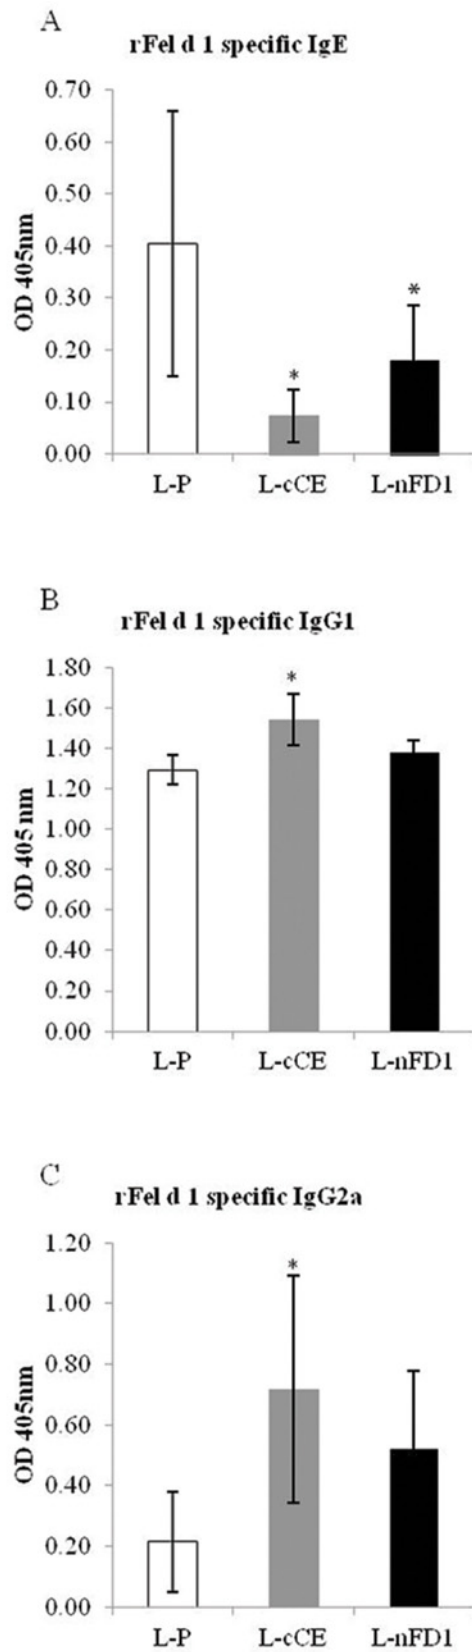 A
rFel d 1 specific IgE
0.70
0.60
0.50
0.40
0.30
0.20
0.10
0.00
OD 405nm
*
*
L-P L-cCE L-nFD1
B
rFel d 1 specific IgG1
1.80
1.60
1.40
1.20
1.00
0.80
0.60
0.40
0.20
0.00
OD 405 nm
*
L-P L-cCE L-nFD1
C
rFel d 1 specific IgG2a
1.20
1.00
0.80
0.60
0.40
0.20
0.00
OD 405nm
*
L-P L-cCE L-nFD1